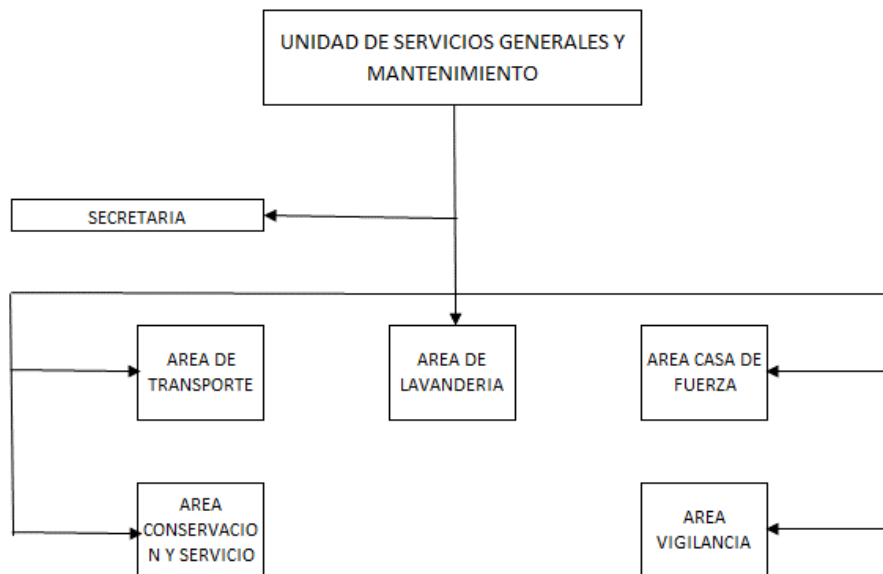 UNIDAD DE SERVICIOS GENERALES Y
MANTENIMIENTO
SECRETARIA
AREA DE
TRANSPORTE
AREA DE
LAVANDERIA
AREA CASA DE
FUERZA
AREA
CONSERVACIO
N Y SERVICIO
AREA
VIGILANCIA